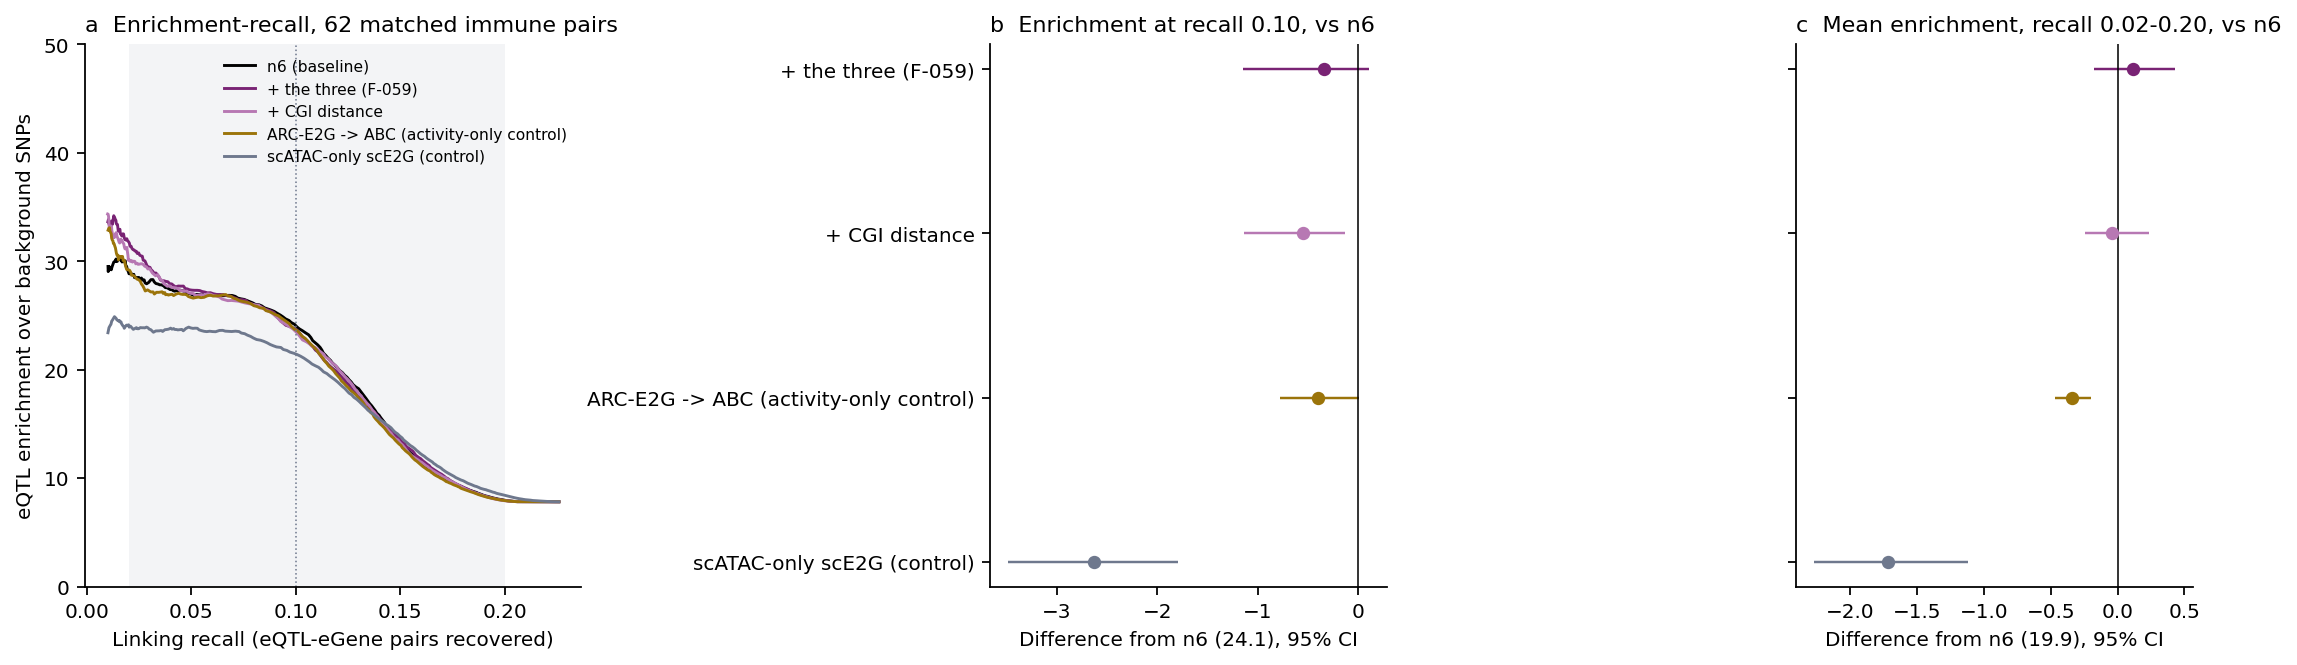 a  Enrichment-recall, 62 matched immune pairs
eQTL enrichment over background SNPs
50
40
30
20
10
0
n6 (baseline)
+ the three (F-059)
+ CGI distance
ARC-E2G -> ABC (activity-only control)
scATAC-only scE2G (control)
0.00 0.05 0.10 0.15 0.20
Linking recall (eQTL-eGene pairs recovered)
b  Enrichment at recall 0.10, vs n6
+ the three (F-059)
+ CGI distance
ARC-E2G -> ABC (activity-only control)
scATAC-only scE2G (control)
−3 −2 −1 0
Difference from n6 (24.1), 95% CI
c  Mean enrichment, recall 0.02-0.20, vs n6
−2.0 −1.5 −1.0 −0.5 0.0 0.5
Difference from n6 (19.9), 95% CI